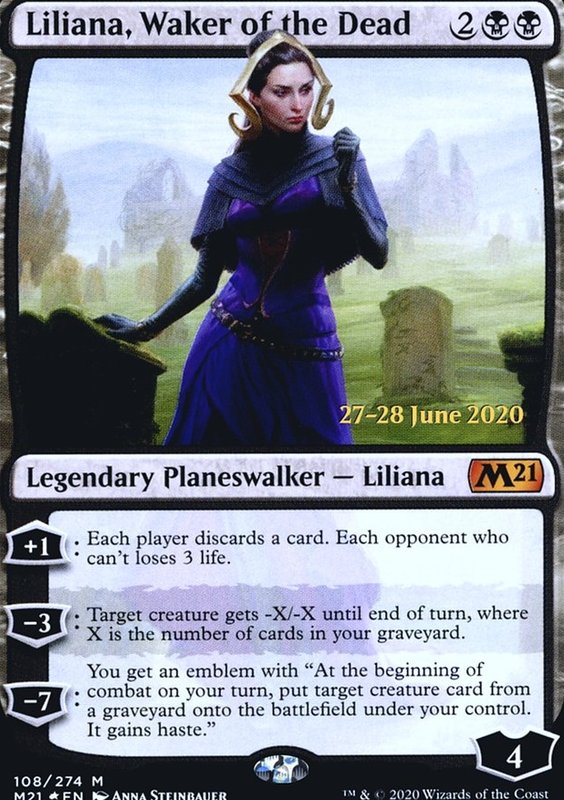 Liliana, Waker of the Dead 2
27–28 June 2020
Legendary Planeswalker — Liliana M21
+1 : Each player discards a card. Each opponent who
can't loses 3 life.
−3 : Target creature gets -X/-X until end of turn, where
X is the number of cards in your graveyard.
You get an emblem with “At the beginning of
−7 : combat on your turn, put target creature card from
a graveyard onto the battlefield under your control.
It gains haste.”
4
108/274 M
M21 ★ EN Anna Steinbauer
™ & © 2020 Wizards of the Coast